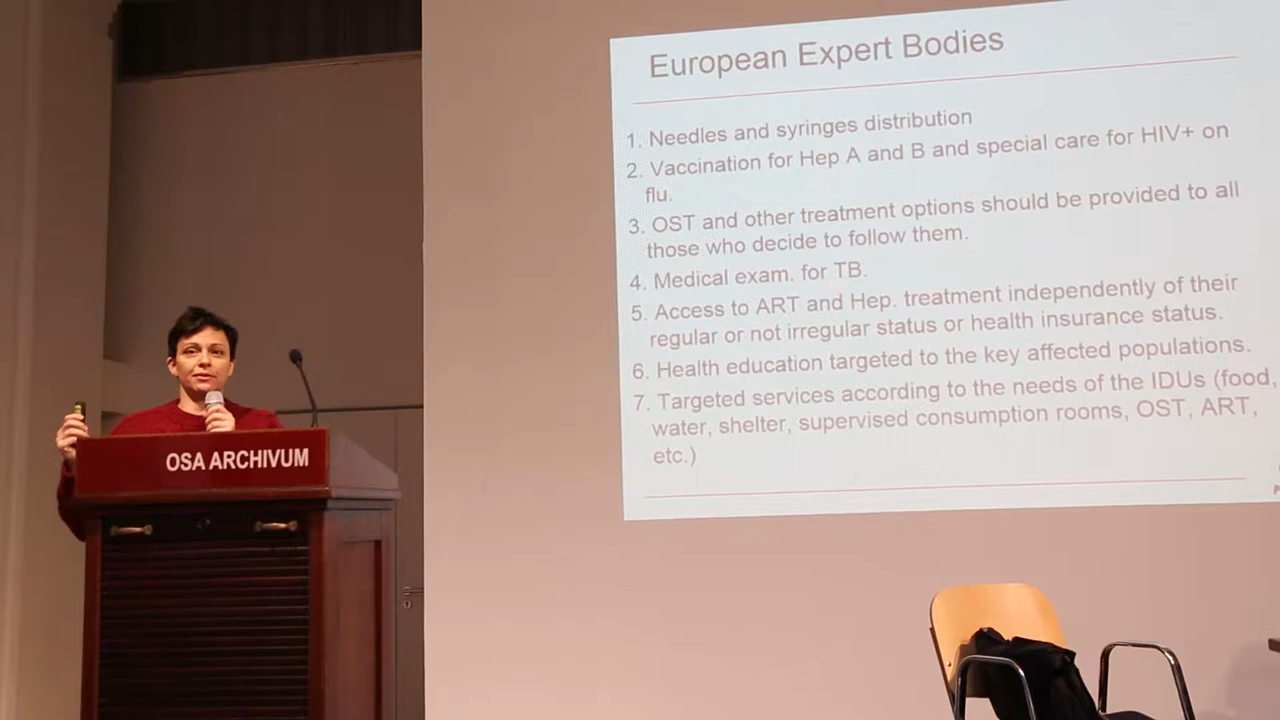 European Expert Bodies
1. Needles and syringes distribution
2. Vaccination for Hep A and B and special care for HIV+ on
flu.
3. OST and other treatment options should be provided to all
those who decide to follow them.
4. Medical exam. for TB.
5. Access to ART and Hep. treatment independently of their
regular or not irregular status or health insurance status.
6. Health education targeted to the key affected populations.
7. Targeted services according to the needs of the IDUs (food,
water, shelter, supervised consumption rooms, OST, ART,
etc.)
OSA ARCHIVUM